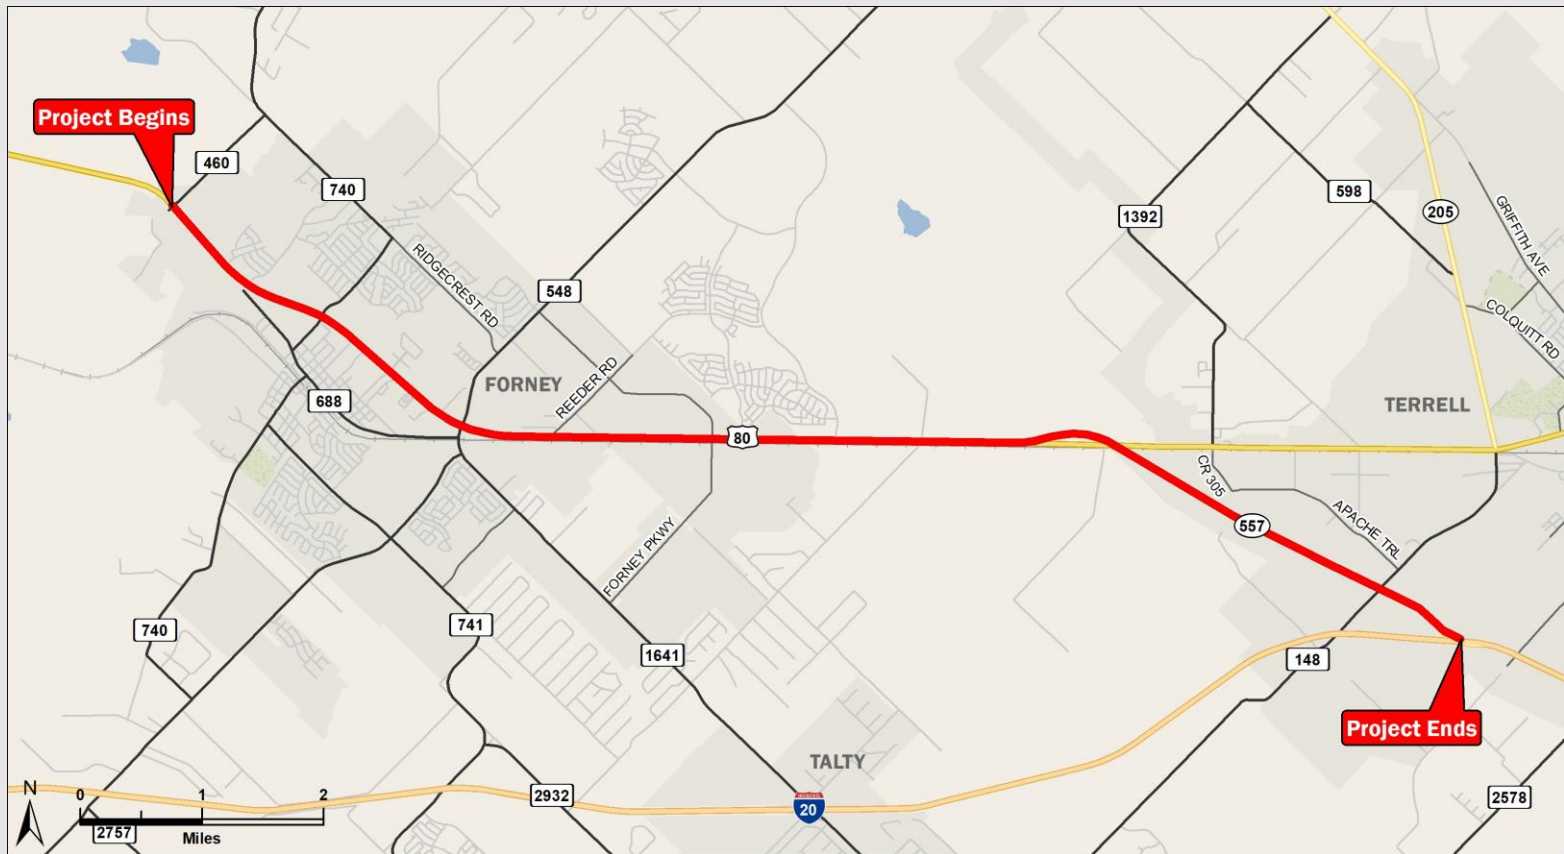 Project Begins
460
740
598
1392
205
GRIFFITH AVE
RIDGECREST RD
548
COLQUITT RD
FORNEY
REEDER RD
688
TERRELL
80
CR 305
557
APACHE TRL
FORNEY PKWY
740
741
1641
148
Project Ends
TALTY
N
0 1 2
Miles
2757
2932
INTERSTATE
20
2578